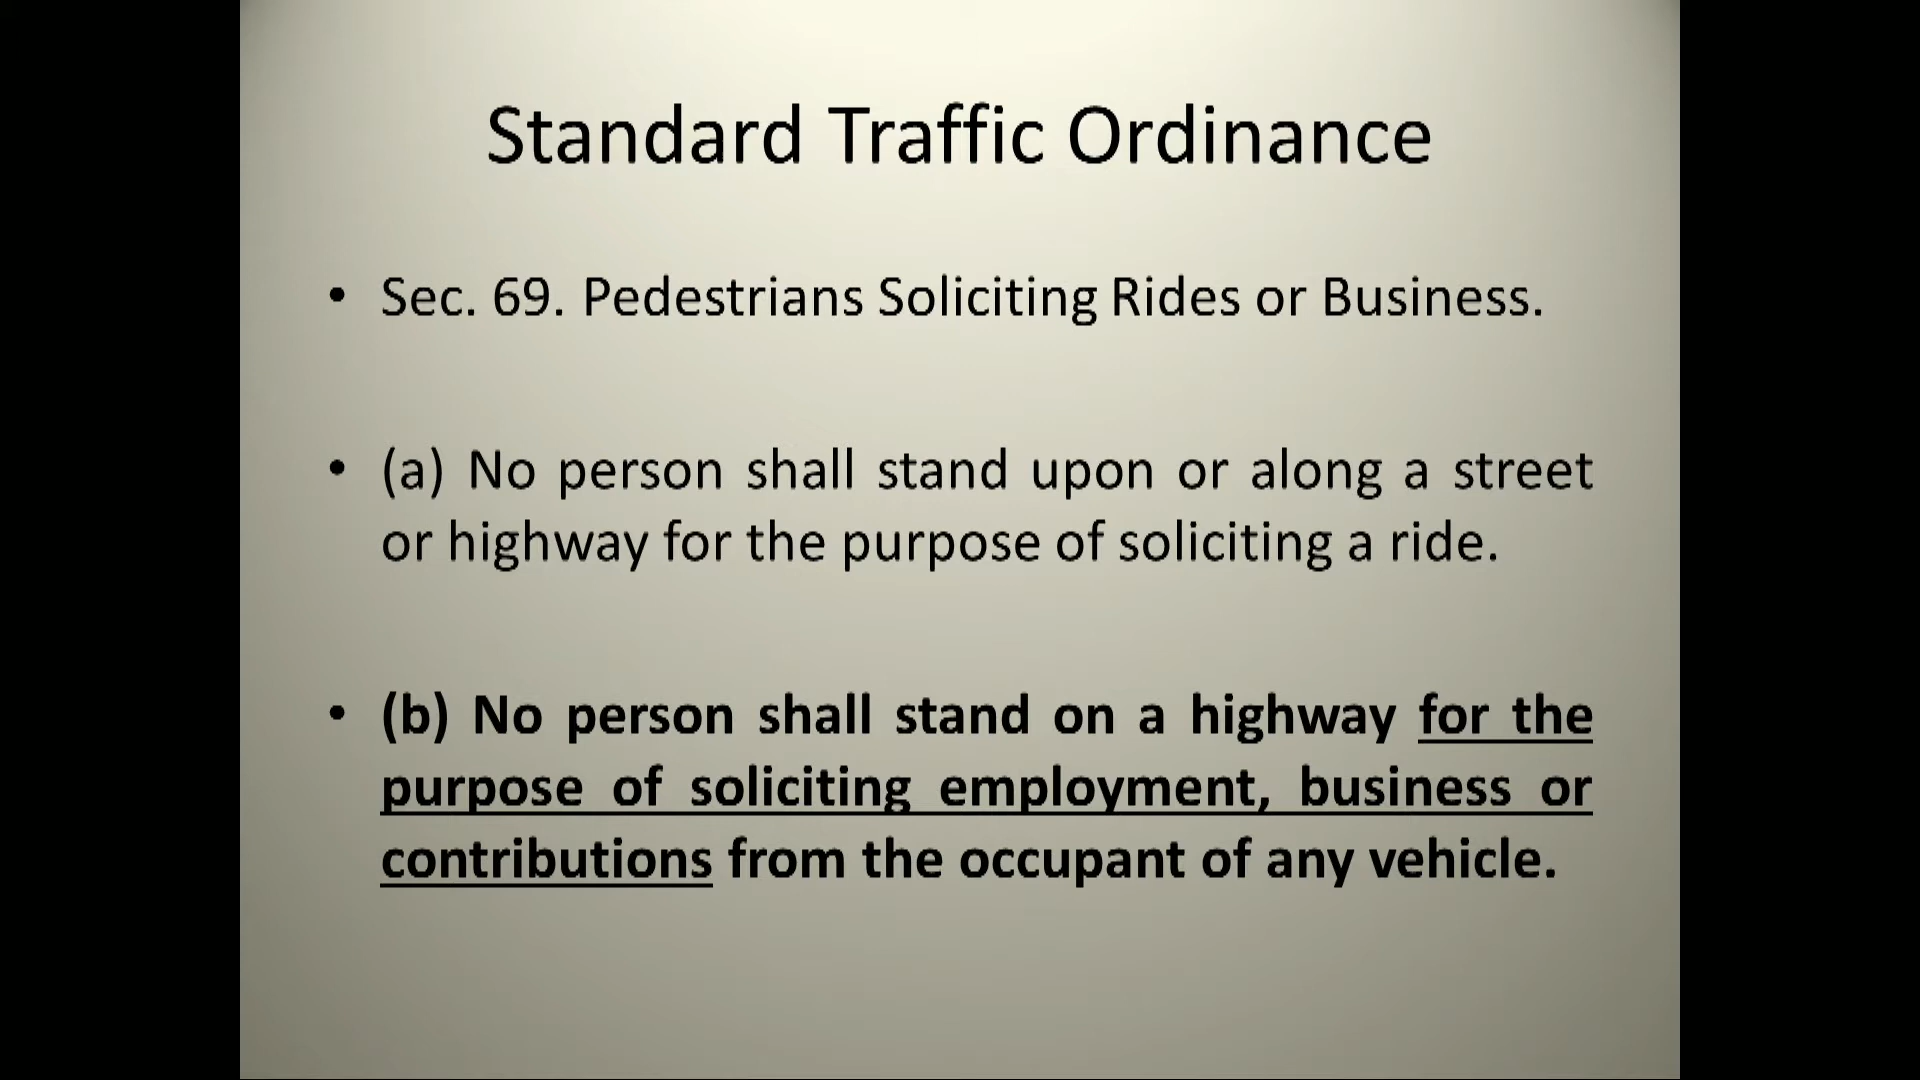 Standard Traffic Ordinance
• Sec. 69. Pedestrians Soliciting Rides or Business.
• (a) No person shall stand upon or along a street
or highway for the purpose of soliciting a ride.
• (b) No person shall stand on a highway for the
purpose of soliciting employment, business or
contributions from the occupant of any vehicle.